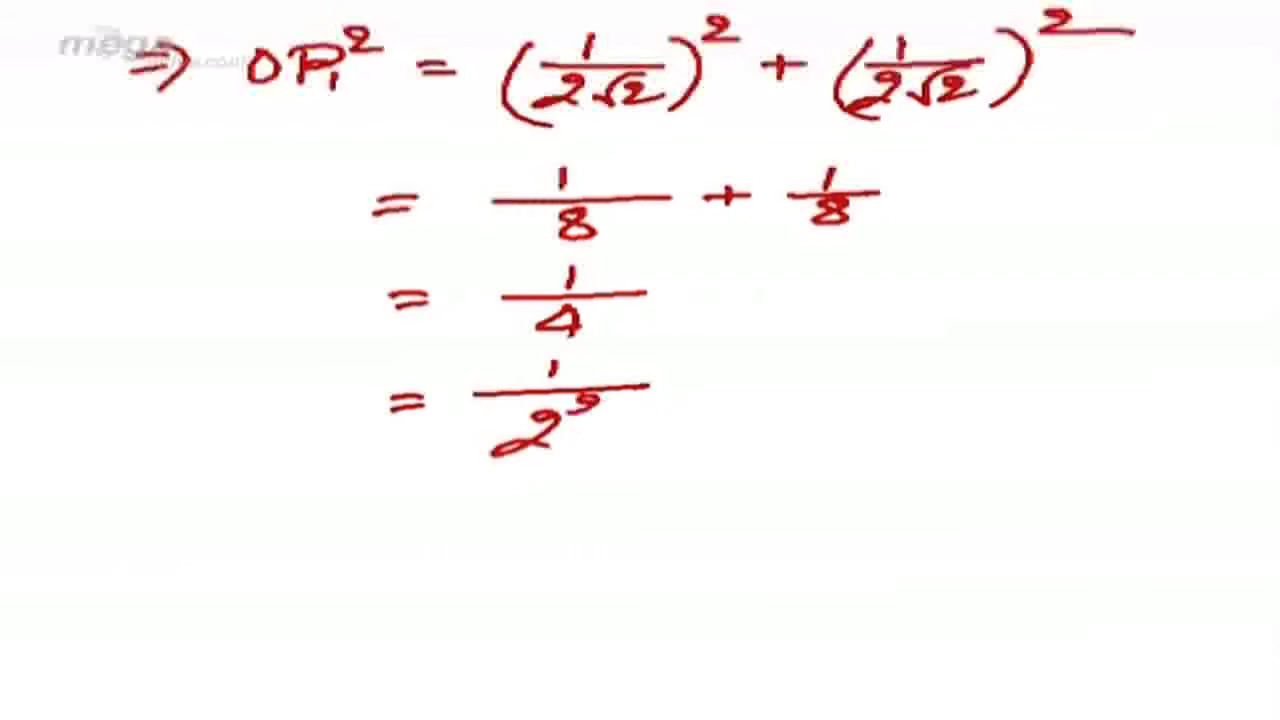 ⇒ OP₁² = (1/2√2)² + (1/2√2)²
= 1/8 + 1/8
= 1/4
= 1/2²